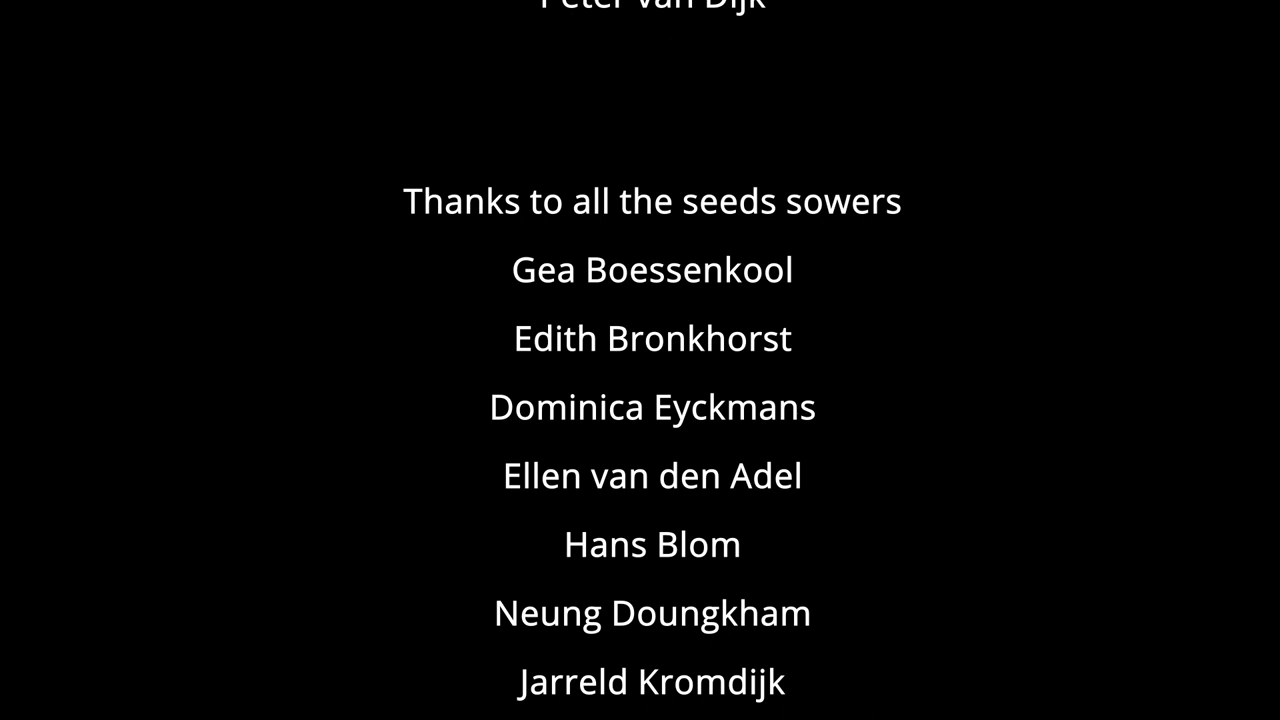 Peter van Dijk
Thanks to all the seeds sowers
Gea Boessenkool
Edith Bronkhorst
Dominica Eyckmans
Ellen van den Adel
Hans Blom
Neung Doungkham
Jarreld Kromdijk